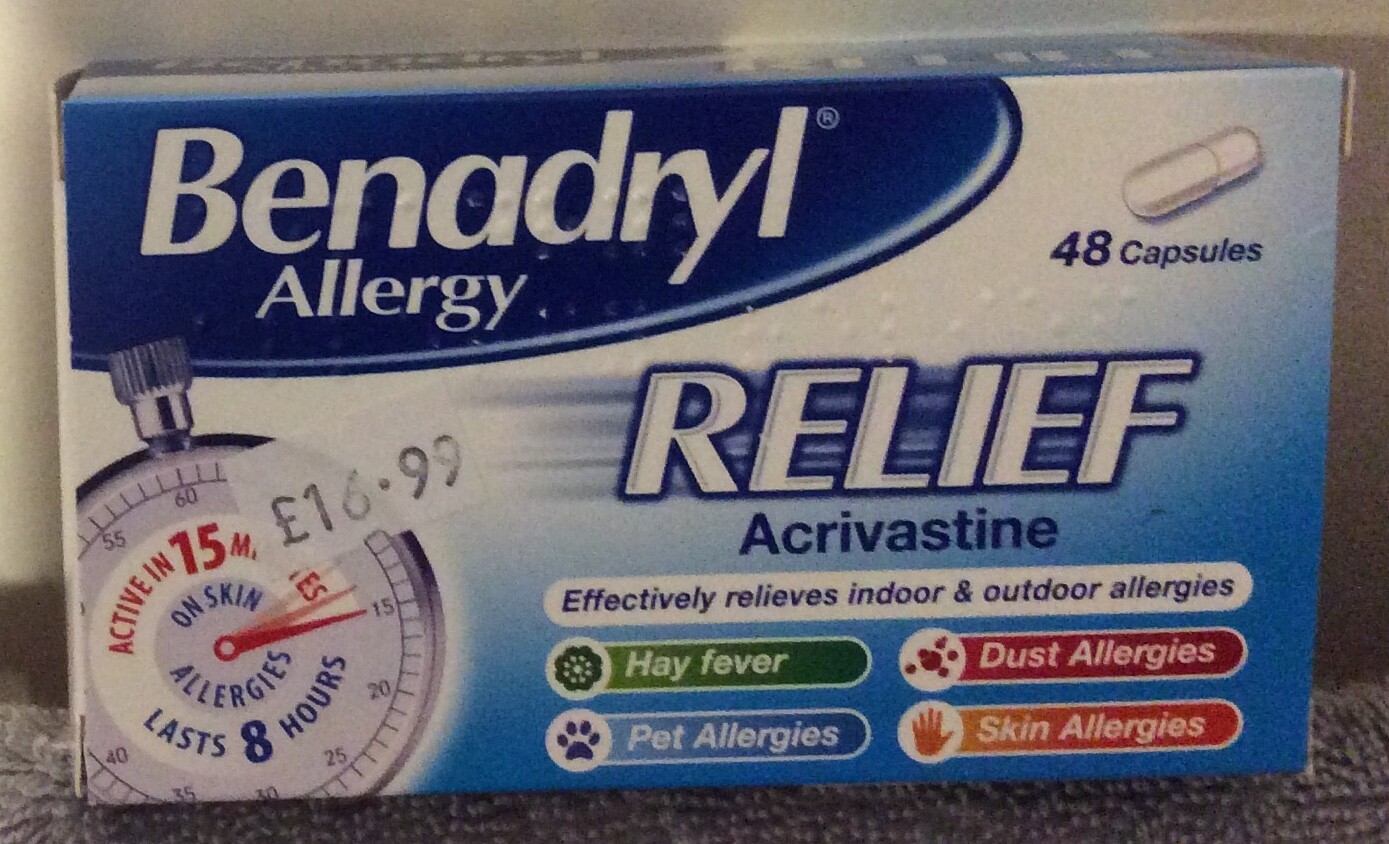 Benadryl®
Allergy
48 Capsules
RELIEF
Acrivastine
£16.99
Effectively relieves indoor & outdoor allergies
Hay fever
Dust Allergies
Pet Allergies
Skin Allergies
ACTIVE IN 15
ON SKIN
ALLERGIES
LASTS 8 HOURS
55
60
15
20
25
30
35
40